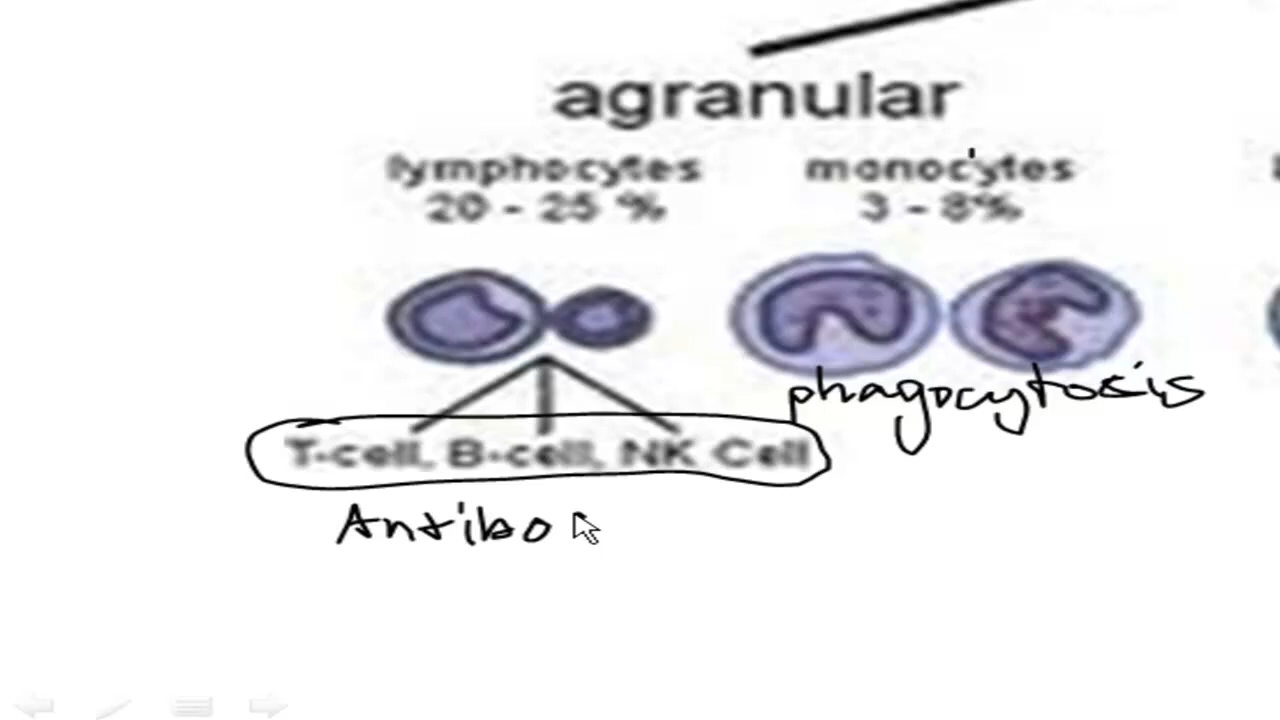 agranular
lymphocytes monocytes
20 - 25 % 3 - 8%
phagocytosis
T-cell, B-cell, NK Cell
Antibo